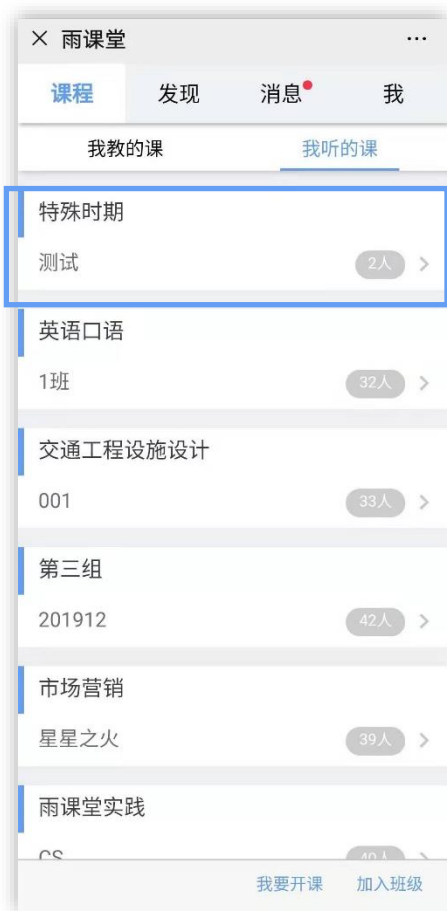 × 雨课堂 ...
课程 发现 消息 我
我教的课 我听的课
特殊时期
测试 2人 >
英语口语
1班 32人 >
交通工程设施设计
001 33人 >
第三组
201912 42人 >
市场营销
星星之火 39人 >
雨课堂实践
CS
我要开课 加入班级